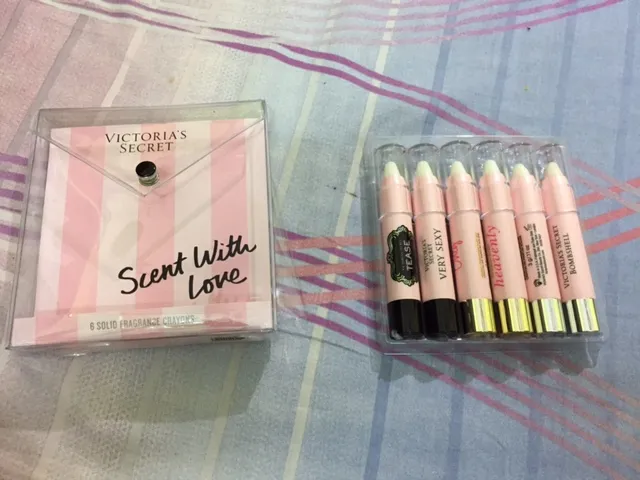 VICTORIA'S
SECRET
Scent With
Love
6 SOLID FRAGRANCE CRAYONS
TEASE
VICTORIA'S
SECRET
VERY SEXY
heavenly
VICTORIA'S SECRET
BOMBSHELL